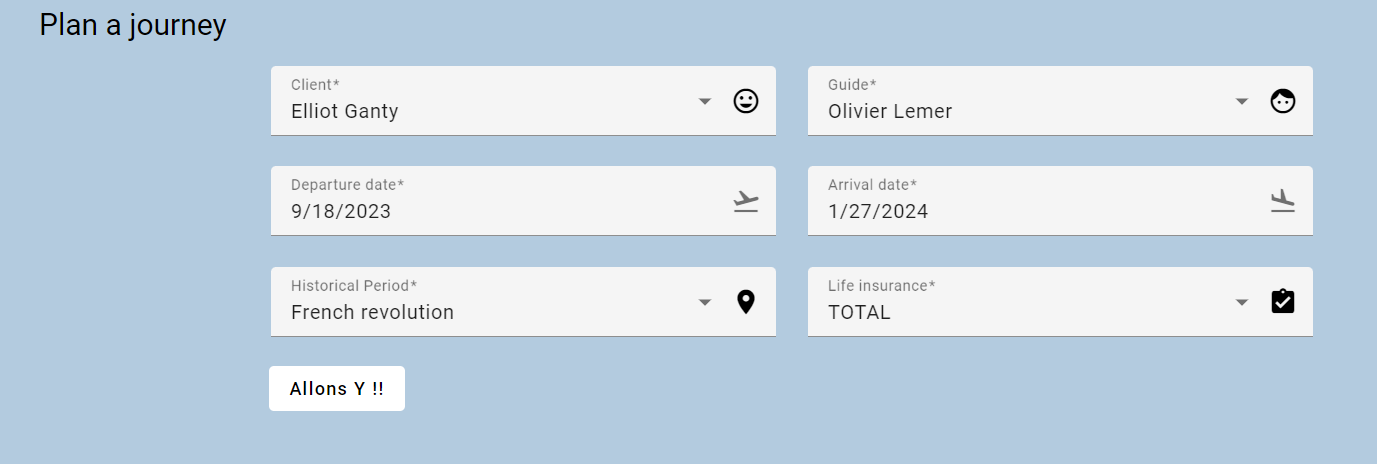 Plan a journey
Client*
Elliot Ganty
Guide*
Olivier Lemer
Departure date*
9/18/2023
Arrival date*
1/27/2024
Historical Period*
French revolution
Life insurance*
TOTAL
Allons Y !!